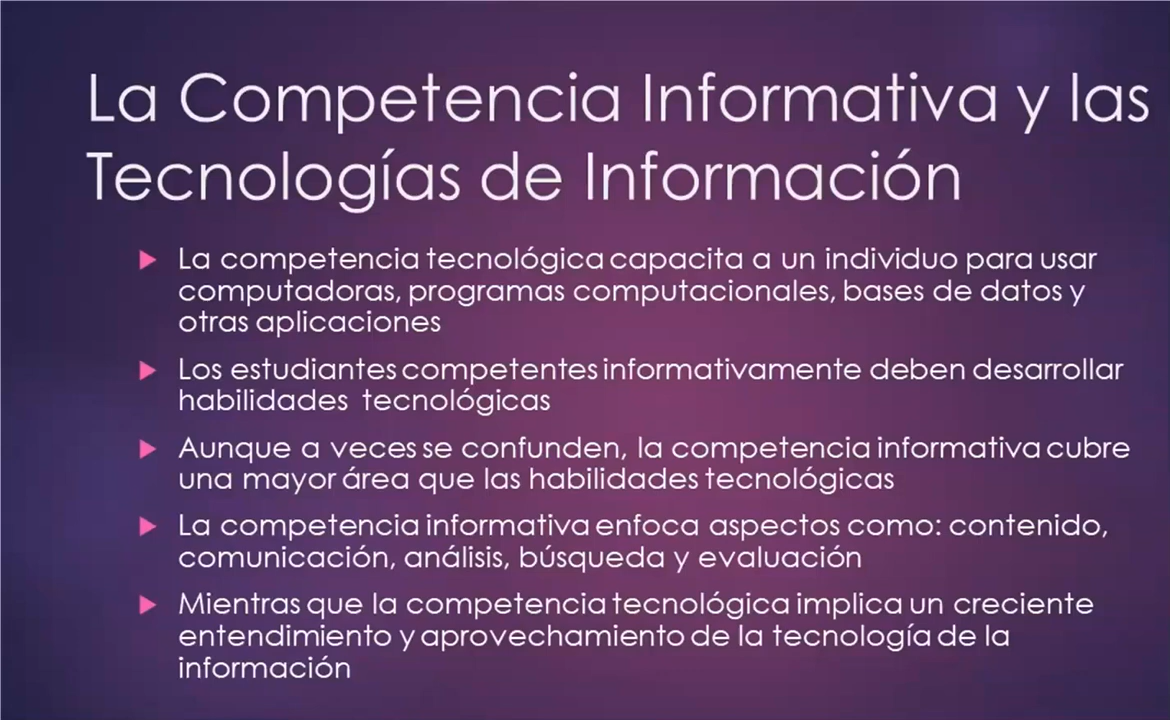 La Competencia Informativa y las
Tecnologías de Información
La competencia tecnológica capacita a un individuo para usar
computadoras, programas computacionales, bases de datos y
otras aplicaciones
Los estudiantes competentes informativamente deben desarrollar
habilidades tecnológicas
Aunque a veces se confunden, la competencia informativa cubre
una mayor área que las habilidades tecnológicas
La competencia informativa enfoca aspectos como: contenido,
comunicación, análisis, búsqueda y evaluación
Mientras que la competencia tecnológica implica un creciente
entendimiento y aprovechamiento de la tecnología de la
información